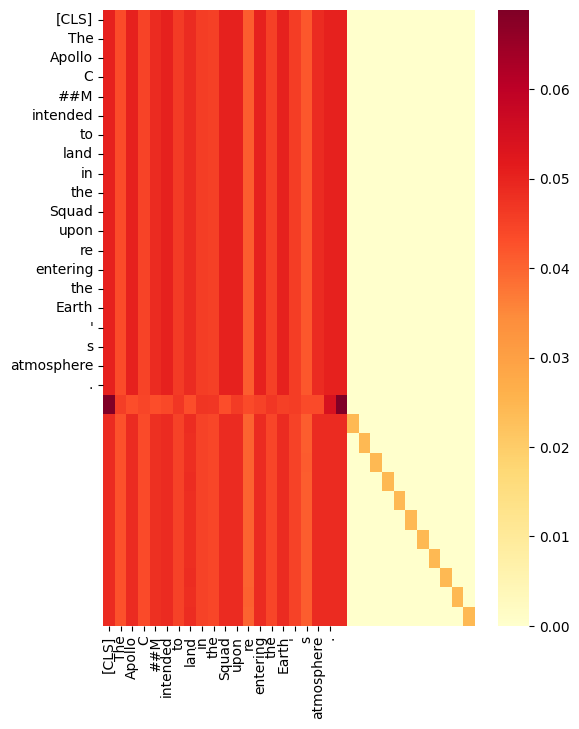 [CLS]
The
Apollo
C
##M
intended
to
land
in
the
Squad
upon
re
entering
the
Earth
'
s
atmosphere
.
0.06
0.05
0.04
0.03
0.02
0.01
0.00
[CLS]
The
Apollo
C
##M
intended
to
land
in
the
Squad
upon
re
entering
the
Earth
'
s
atmosphere
.